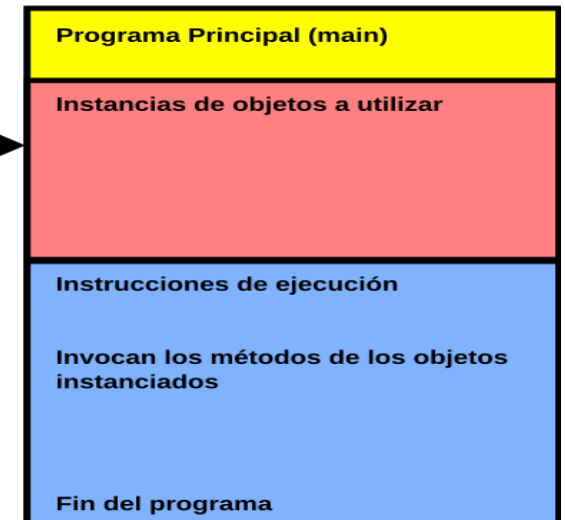 Programa Principal (main)
Instancias de objetos a utilizar
Instrucciones de ejecución
Invocan los métodos de los objetos
instanciados
Fin del programa